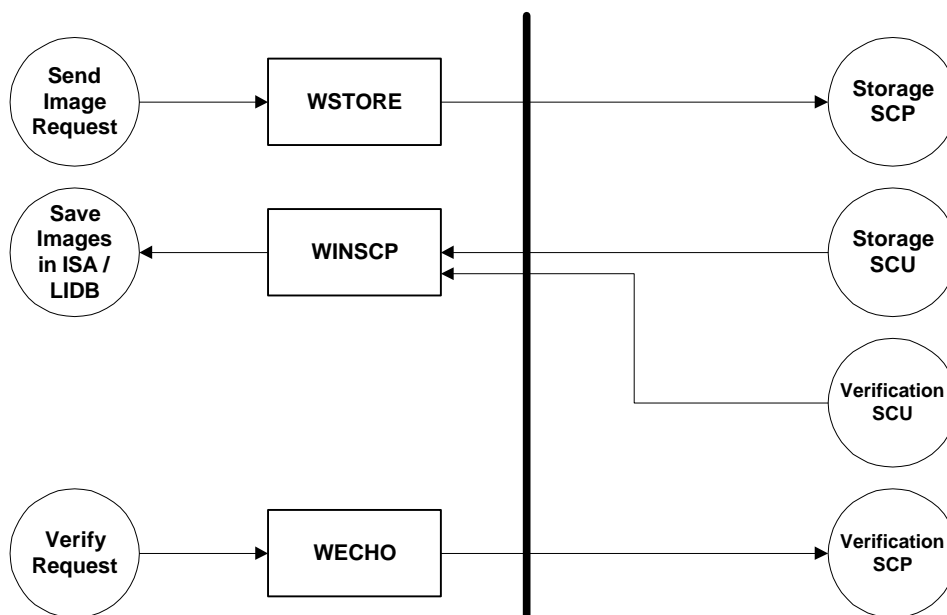 Send
Image
Request
WSTORE
Storage
SCP
Save
Images
in ISA /
LIDB
WINSCP
Storage
SCU
Verification
SCU
Verify
Request
WECHO
Verification
SCP